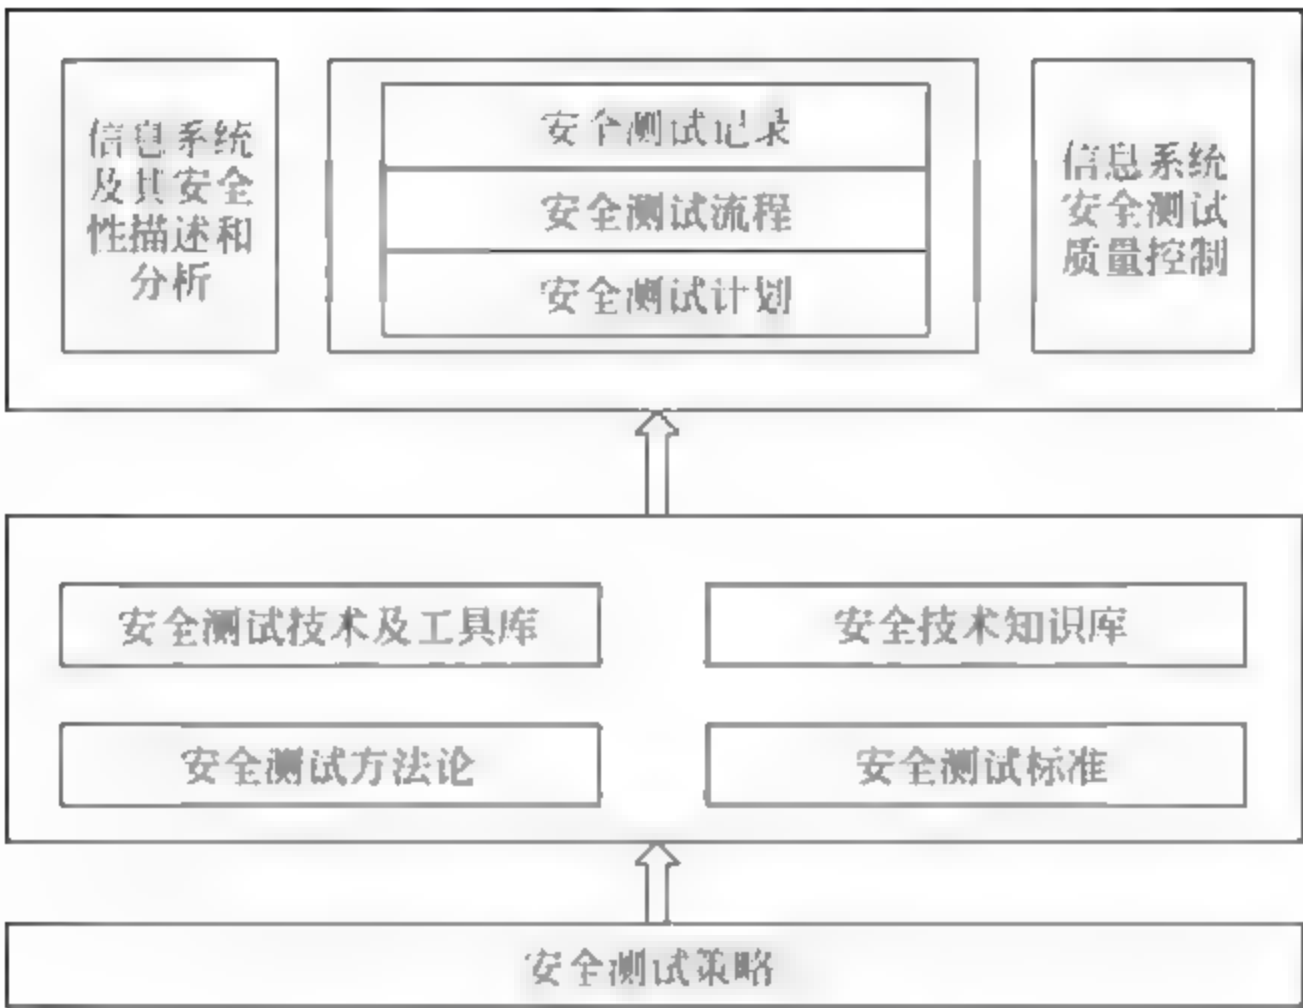 信息系统
及其安全
性描述和
分析
安全测试记录
安全测试流程
安全测试计划
信息系统
安全测试
质量控制
安全测试技术及工具库
安全技术知识库
安全测试方法论
安全测试标准
安全测试策略